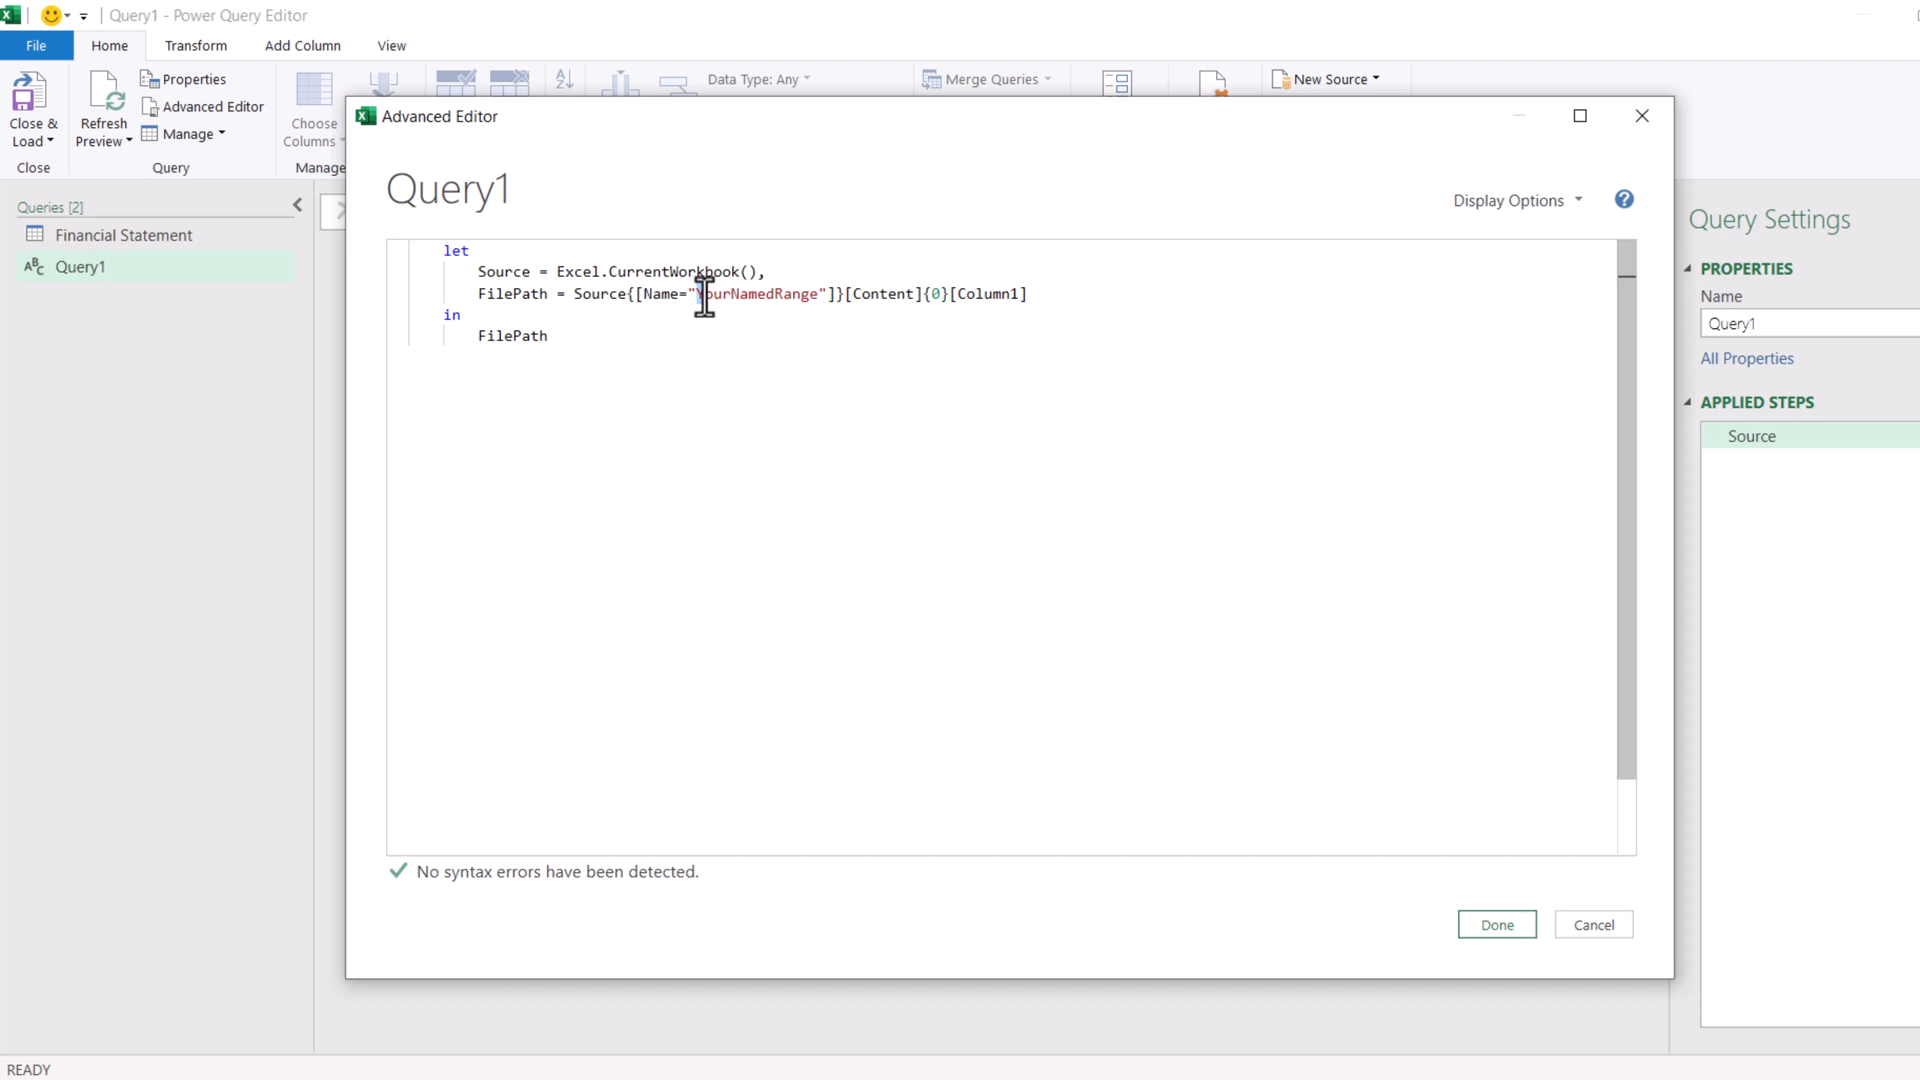 Query1 - Power Query Editor
File Home Transform Add Column View
Close & Load
Refresh Preview
Properties
Advanced Editor
Manage
Choose Columns
Data Type: Any
Merge Queries
New Source
Close
Query
Manage
Advanced Editor
Query1
Display Options
?
Queries [2]
Financial Statement
ABC Query1
let
Source = Excel.CurrentWorkbook(),
FilePath = Source{[Name="YourNamedRange"]}[Content]{0}[Column1]
in
FilePath
No syntax errors have been detected.
Done
Cancel
Query Settings
PROPERTIES
Name
Query1
All Properties
APPLIED STEPS
Source
READY